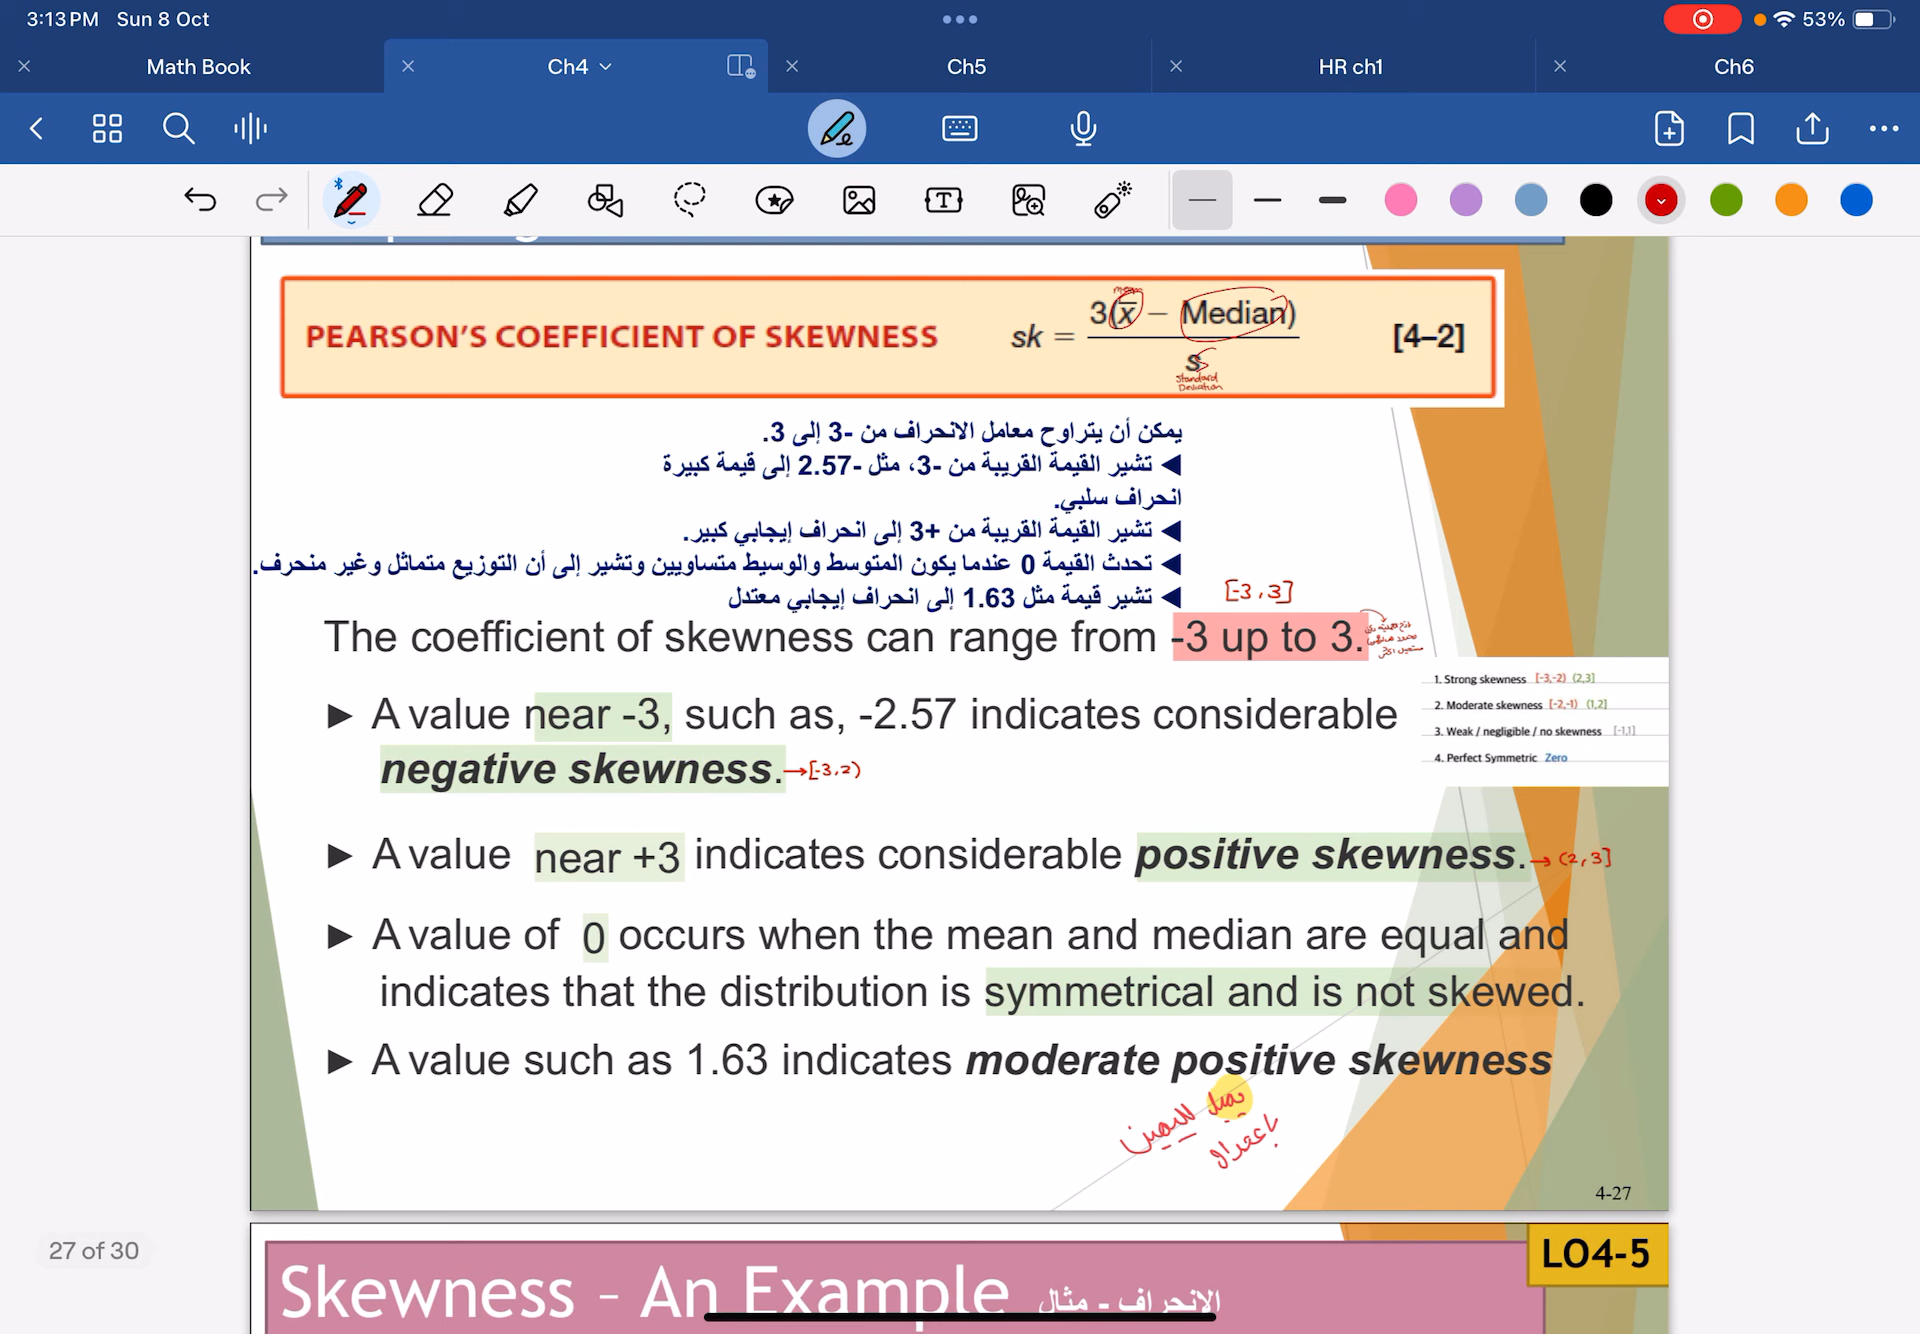 3:13 PM Sun 8 Oct
53%
Math Book
Ch4
Ch5
HR ch1
Ch6
PEARSON'S COEFFICIENT OF SKEWNESS sk = 3(x̄ − Median) / s [4–2]
mean
Standard
Deviation
يمكن أن يتراوح معامل الانحراف من -3 إلى 3.
◀ تشير القيمة القريبة من -3، مثل -2.57 إلى قيمة كبيرة
انحراف سلبي.
◀ تشير القيمة القريبة من +3 إلى انحراف إيجابي كبير.
◀ تحدث القيمة 0 عندما يكون المتوسط والوسيط متساويين وتشير إلى أن التوزيع متماثل وغير منحرف.
◀ تشير قيمة مثل 1.63 إلى انحراف إيجابي معتدل
[-3,3]
The coefficient of skewness can range from -3 up to 3.
1. Strong skewness [-3,-2) (2,3]
2. Moderate skewness [-2,-1) (1,2]
3. Weak / negligible / no skewness [-1,1]
4. Perfect Symmetric Zero
► A value near -3, such as, -2.57 indicates considerable
negative skewness. →[-3,2)
► A value near +3 indicates considerable positive skewness. → (2,3]
► A value of 0 occurs when the mean and median are equal and
indicates that the distribution is symmetrical and is not skewed.
► A value such as 1.63 indicates moderate positive skewness
يميل لليمين
باعتدال
4-27
27 of 30
LO4-5
Skewness – An Example الانحراف - مثال